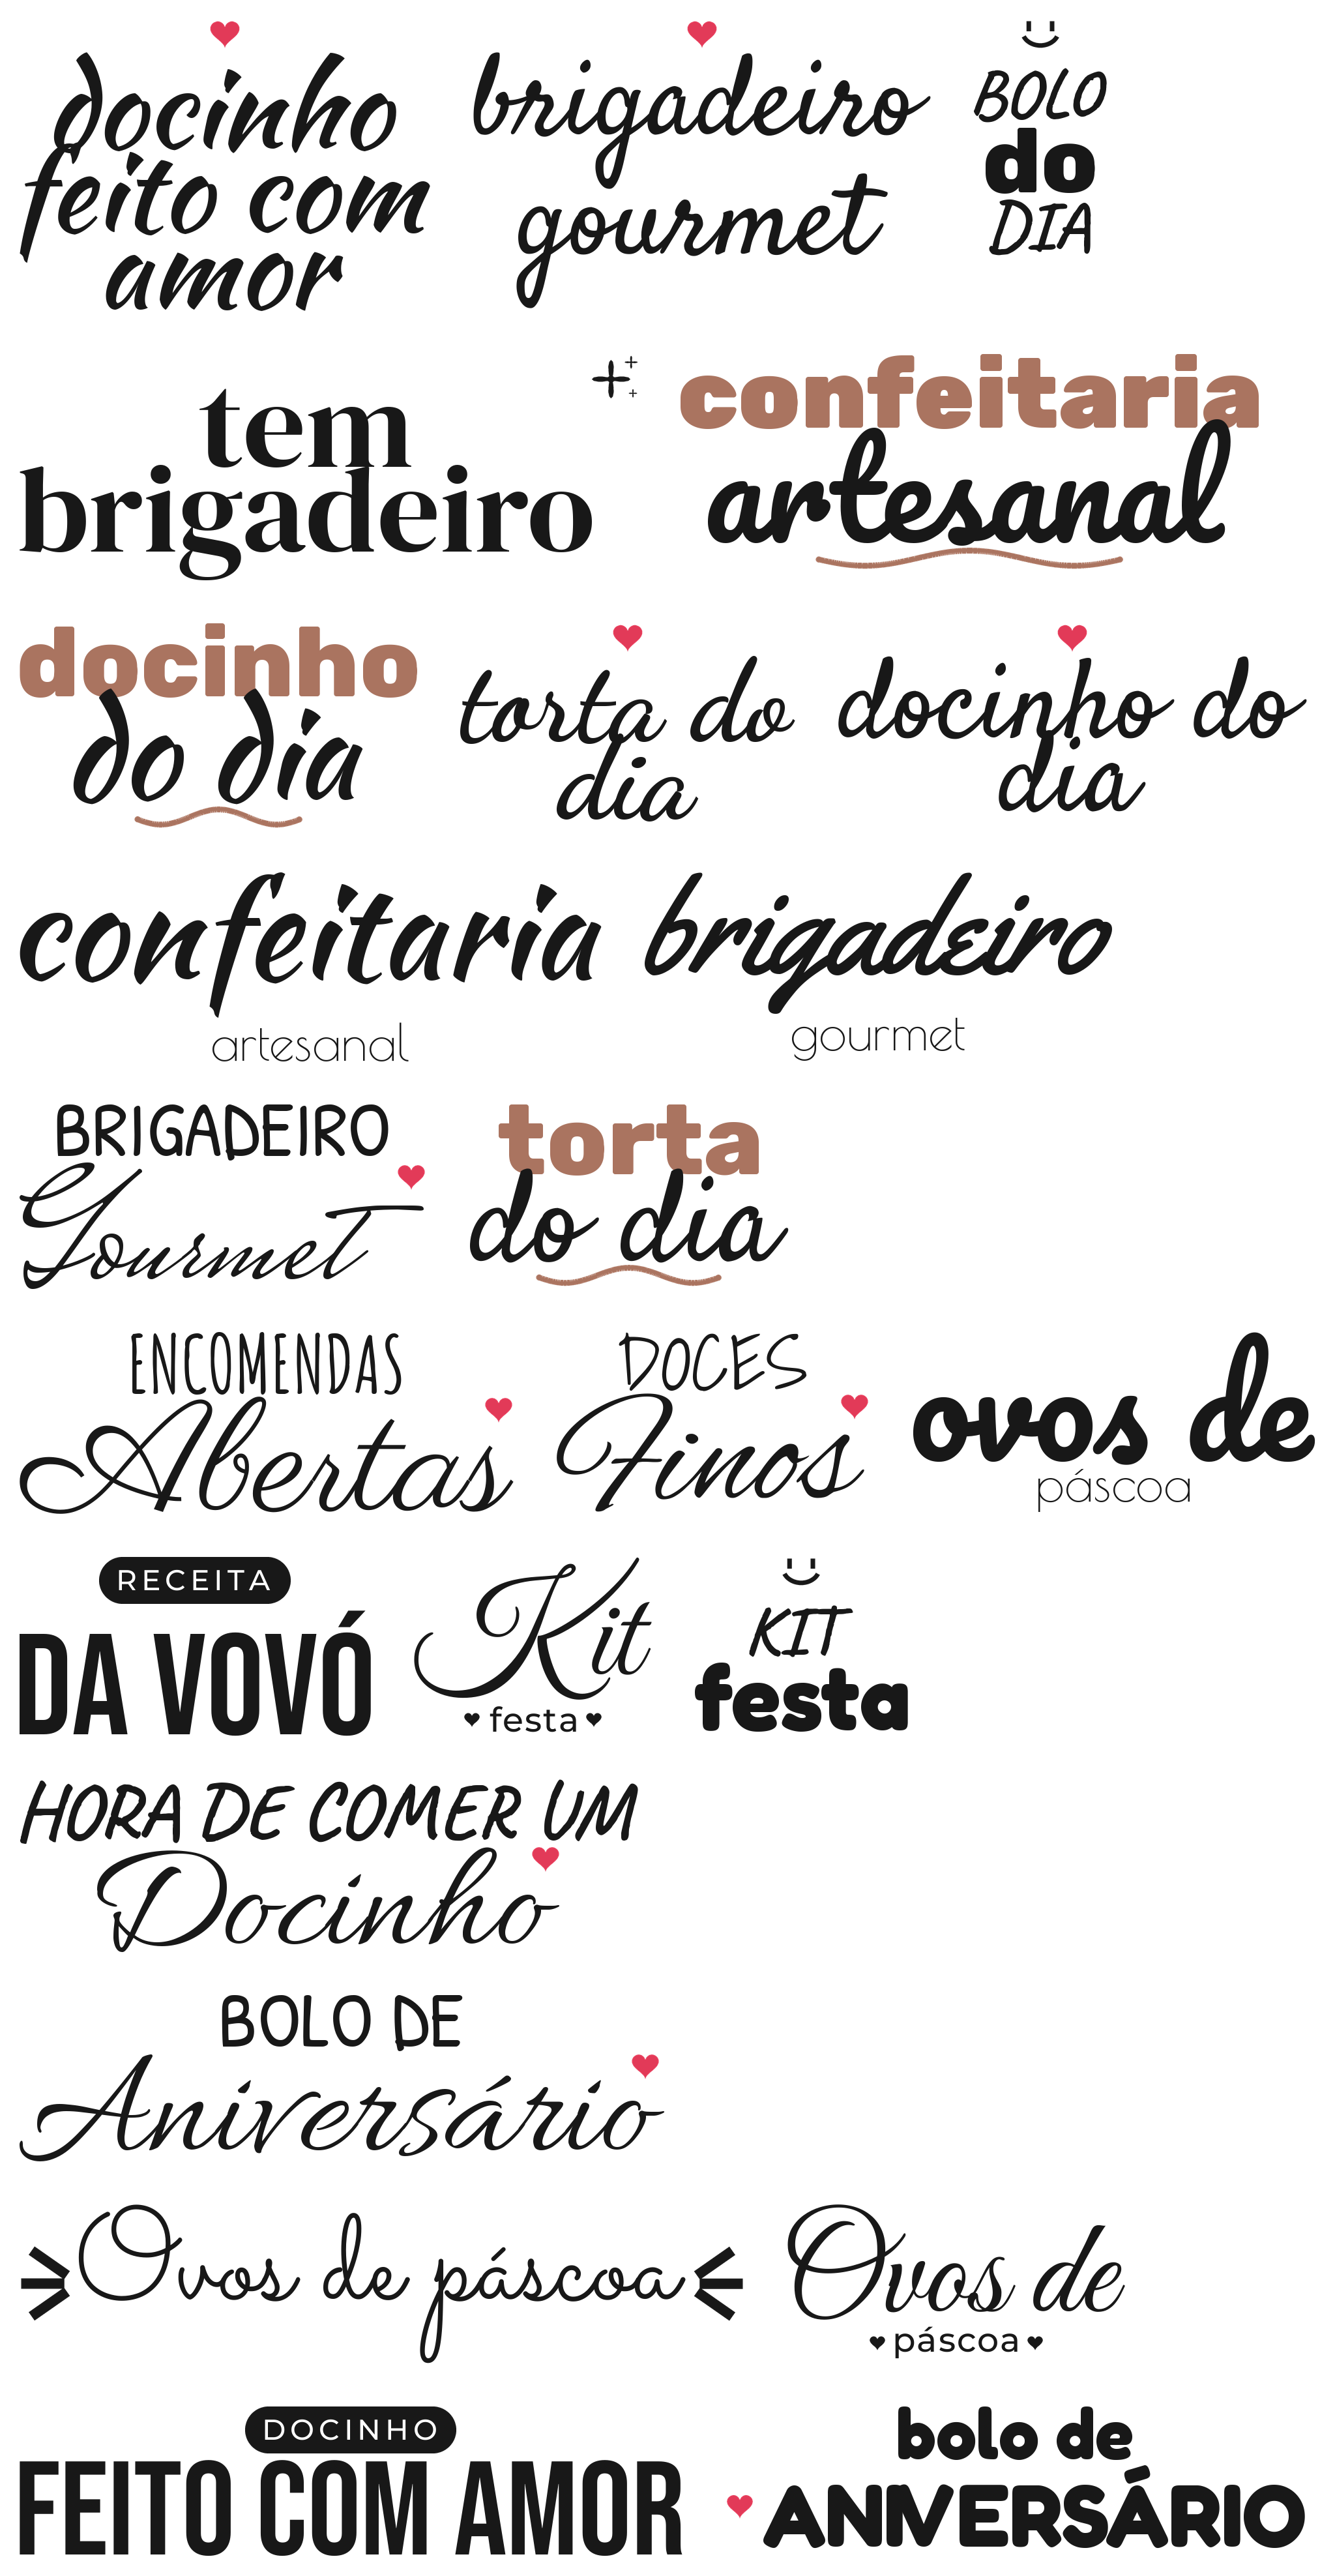 docinho
feito com
amor
brigadeiro
gourmet
BOLO
do
DIA
tem
brigadeiro
confeitaria
artesanal
docinho
do dia
torta do
dia
docinho do
dia
confeitaria
artesanal
brigadeiro
gourmet
BRIGADEIRO
Gourmet
torta
do dia
ENCOMENDAS
Abertas
DOCES
Finos
ovos de
páscoa
RECEITA
DA VOVÓ
Kit
festa
KIT
festa
HORA DE COMER UM
Docinho
BOLO DE
Aniversário
Ovos de páscoa
Ovos de
páscoa
DOCINHO
FEITO COM AMOR
bolo de
ANIVERSÁRIO